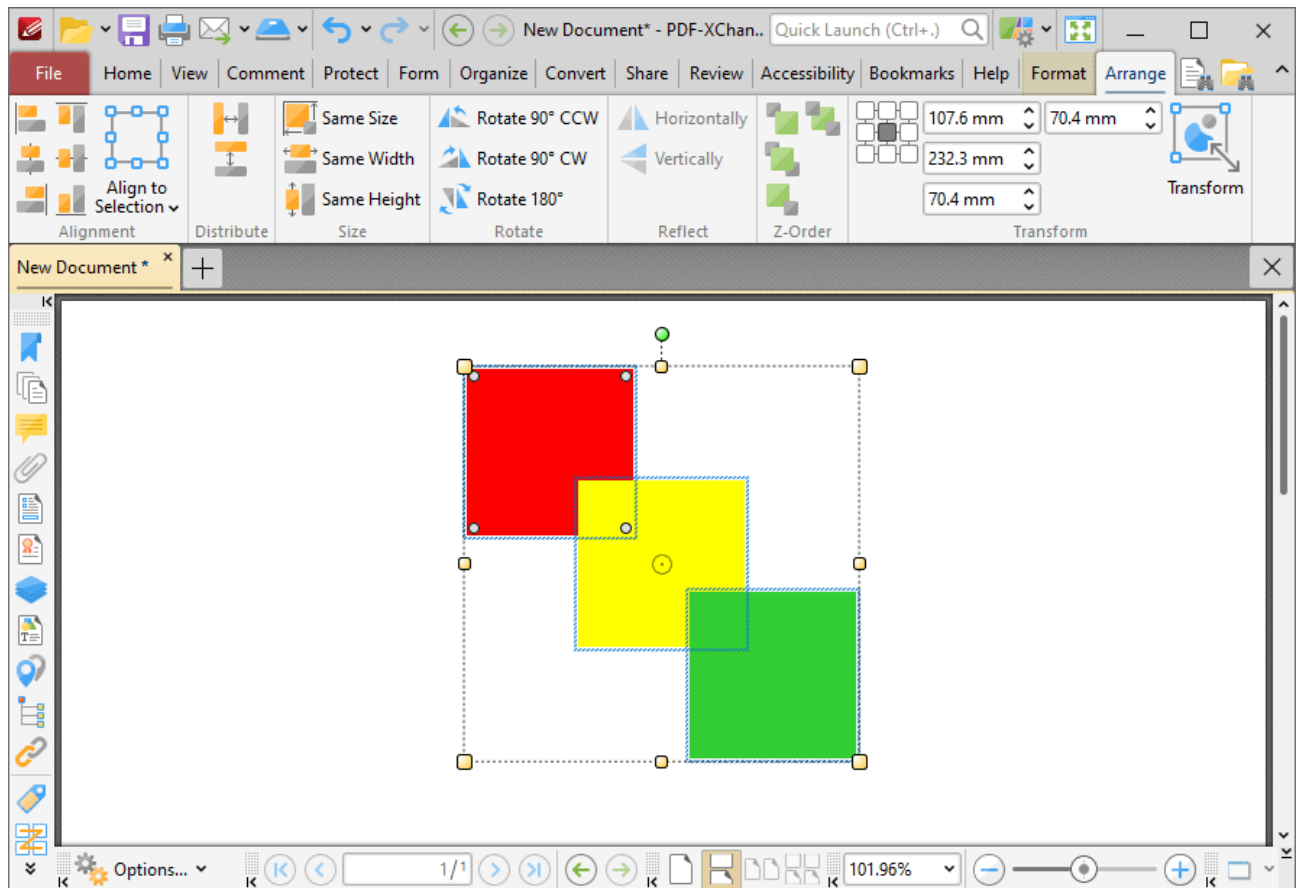 New Document* - PDF-XChan..
Quick Launch (Ctrl+.)
File Home View Comment Protect Form Organize Convert Share Review Accessibility Bookmarks Help Format Arrange
Same Size Rotate 90° CCW Horizontally 107.6 mm 70.4 mm
Same Width Rotate 90° CW Vertically 232.3 mm
Align to
Selection
Same Height Rotate 180° 70.4 mm Transform
Alignment Distribute Size Rotate Reflect Z-Order Transform
New Document *
Options... 1/1 101.96%